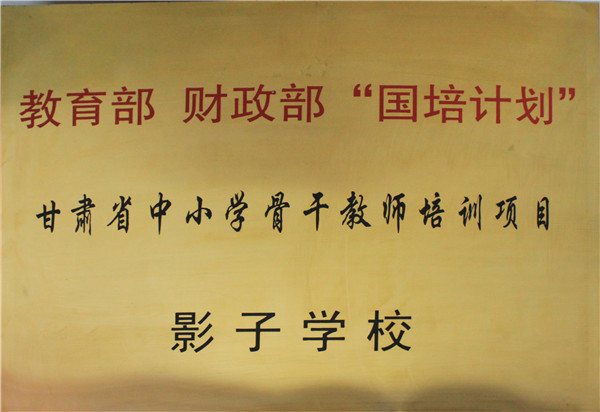 教育部 财政部“国培计划”
甘肃省中小学骨干教师培训项目
影子学校